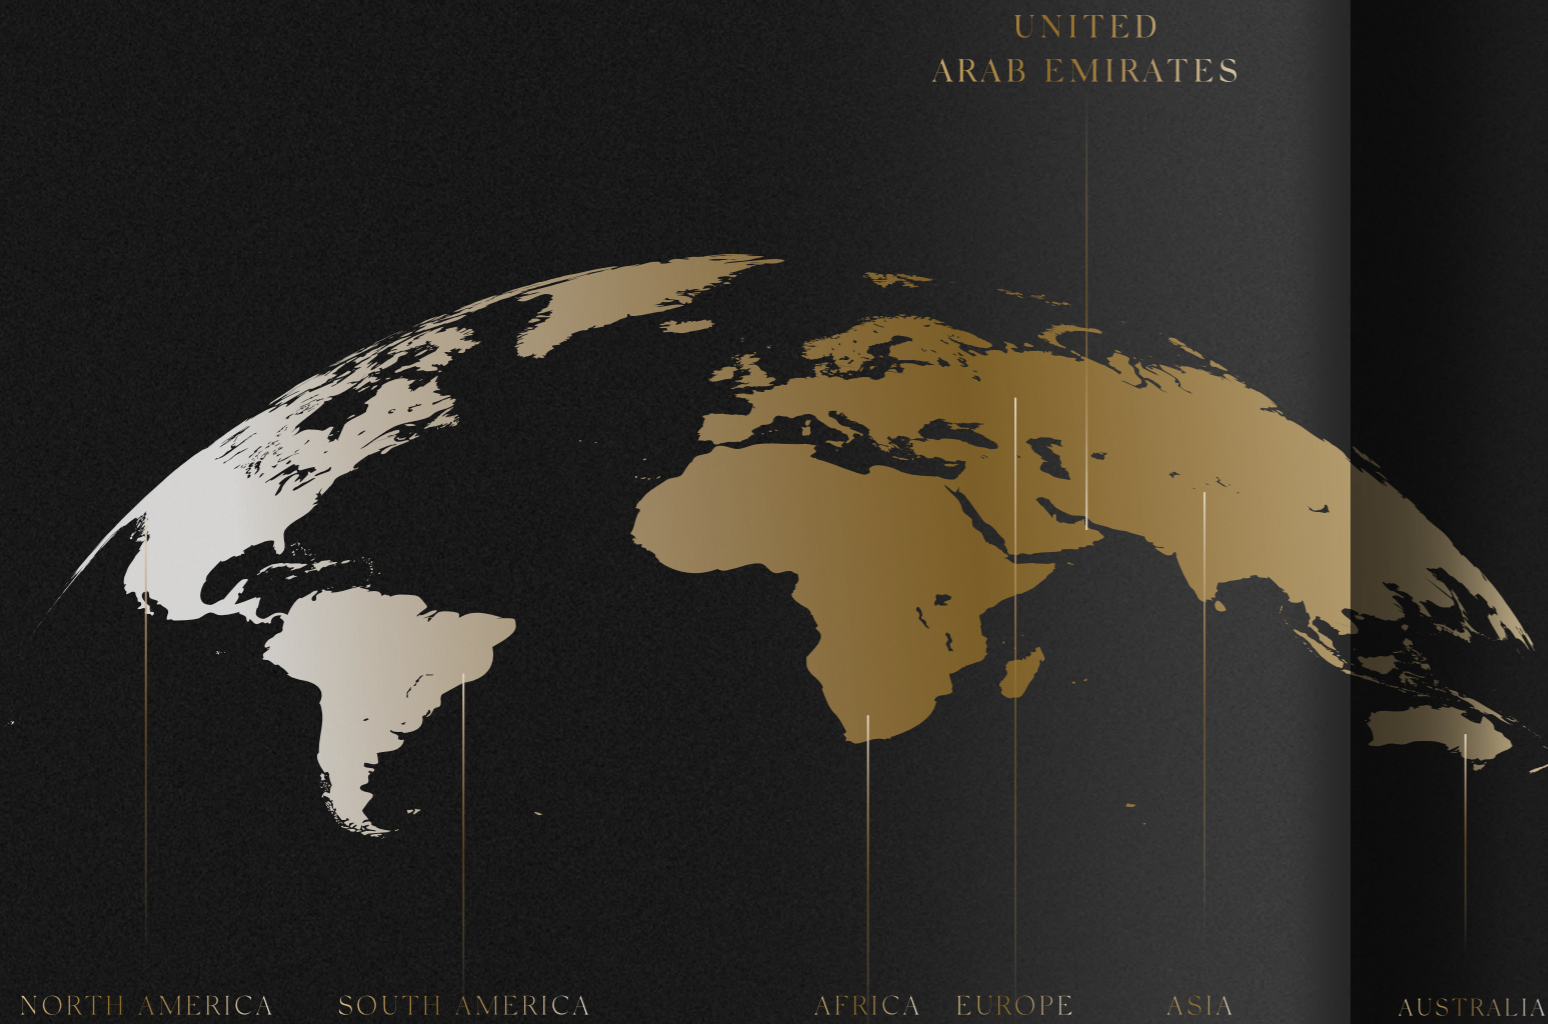 UNITED
ARAB EMIRATES
NORTH AMERICA
SOUTH AMERICA
AFRICA
EUROPE
ASIA
AUSTRALIA